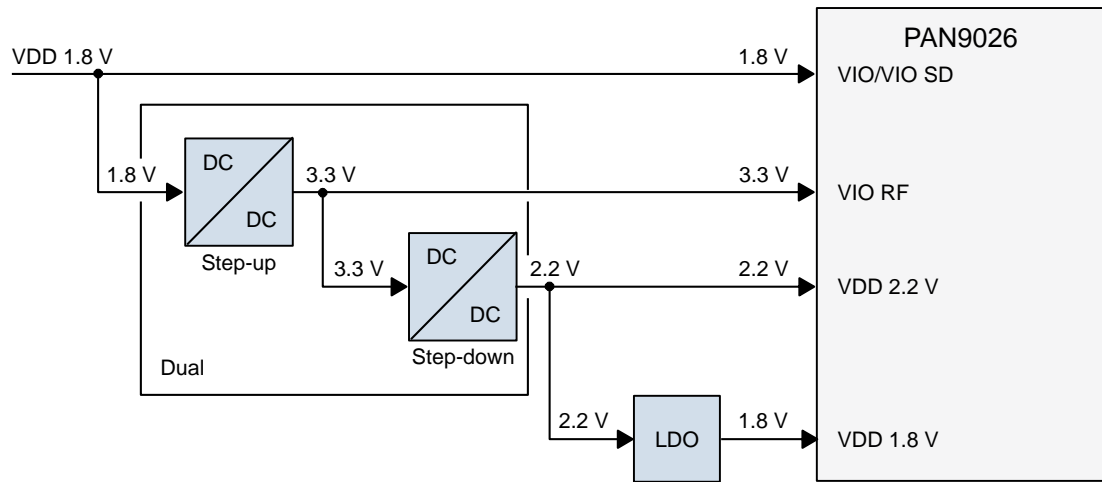 PAN9026
VDD 1.8 V
1.8 V
VIO/VIO SD
DC
1.8 V
3.3 V
3.3 V
VIO RF
DC
Step-up
DC
3.3 V
2.2 V
2.2 V
VDD 2.2 V
DC
Step-down
Dual
2.2 V
LDO
1.8 V
VDD 1.8 V